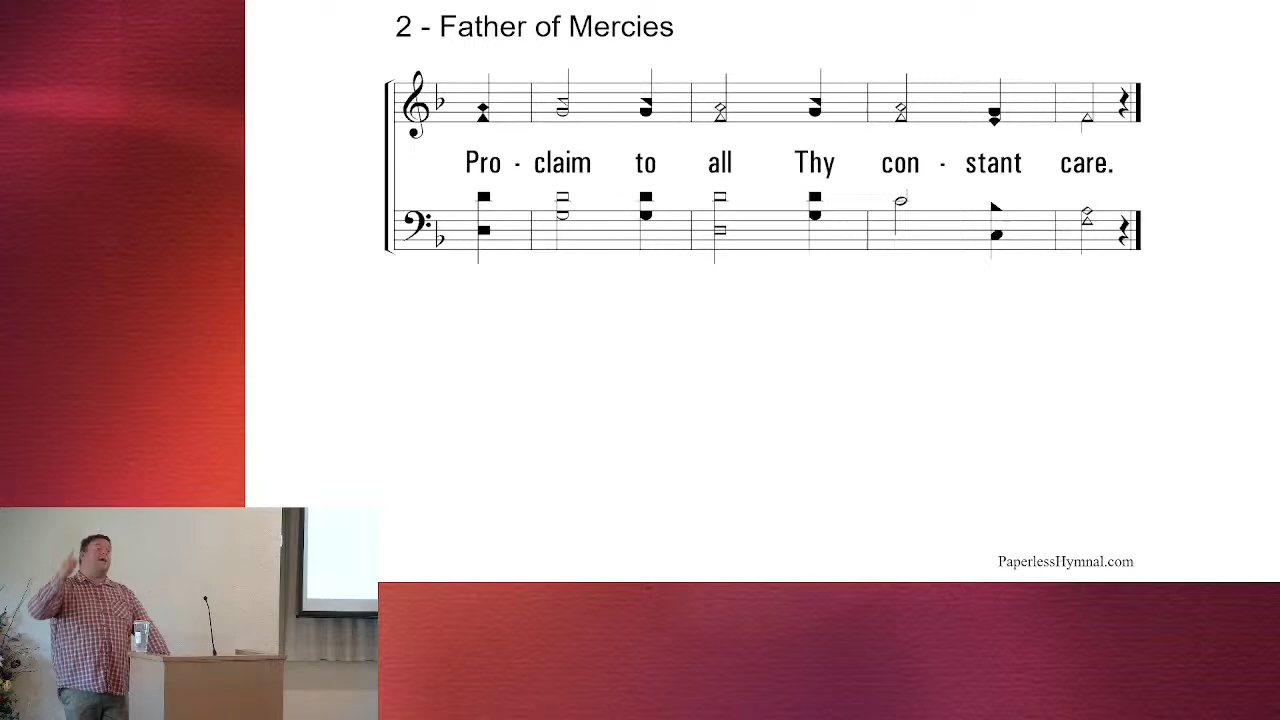 2 - Father of Mercies
Pro - claim to all Thy con - stant care.
PaperlessHymnal.com